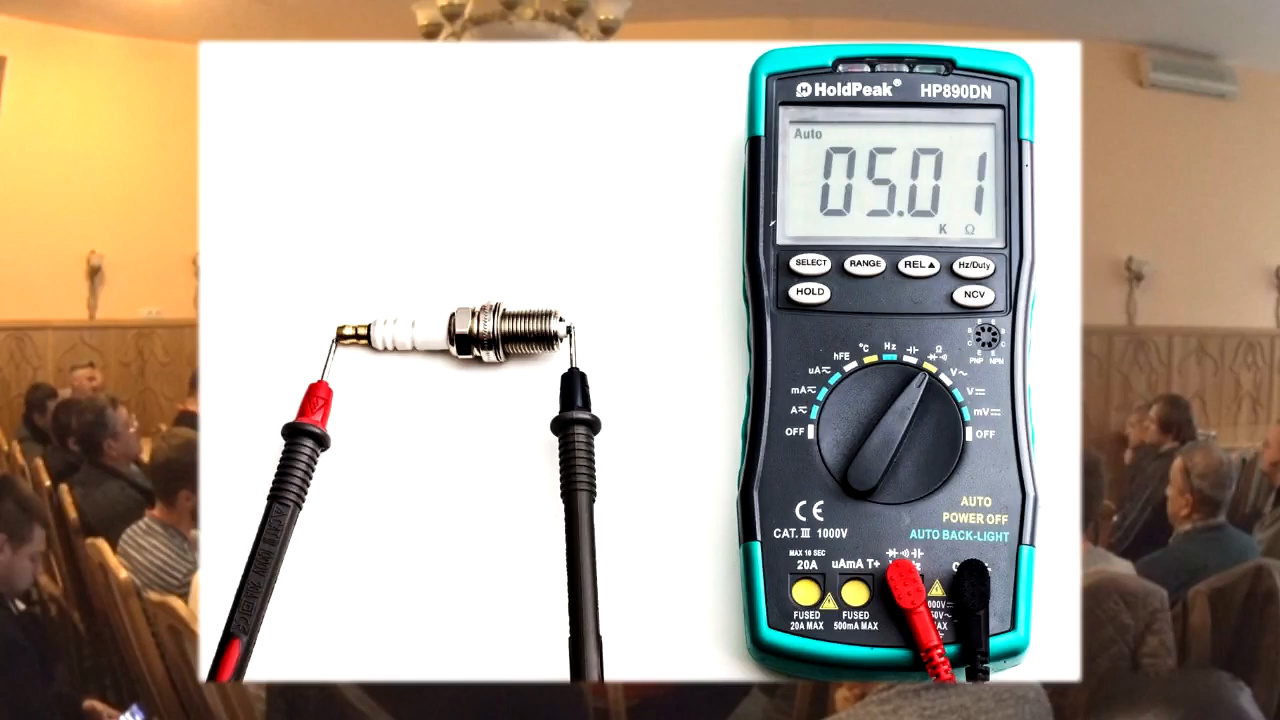 HoldPeak® HP890DN
Auto
05.01
K Ω
SELECT RANGE REL▲ Hz/Duty
HOLD NCV
E
B B
C C
E E
PNP NPN
°C Hz Ω
hFE
uA V~
mA V
A mV
OFF OFF
AUTO
POWER OFF
AUTO BACK-LIGHT
CE
CAT. III 1000V
MAX 10 SEC
20A uAmA T+
FUSED FUSED
20A MAX 500mA MAX